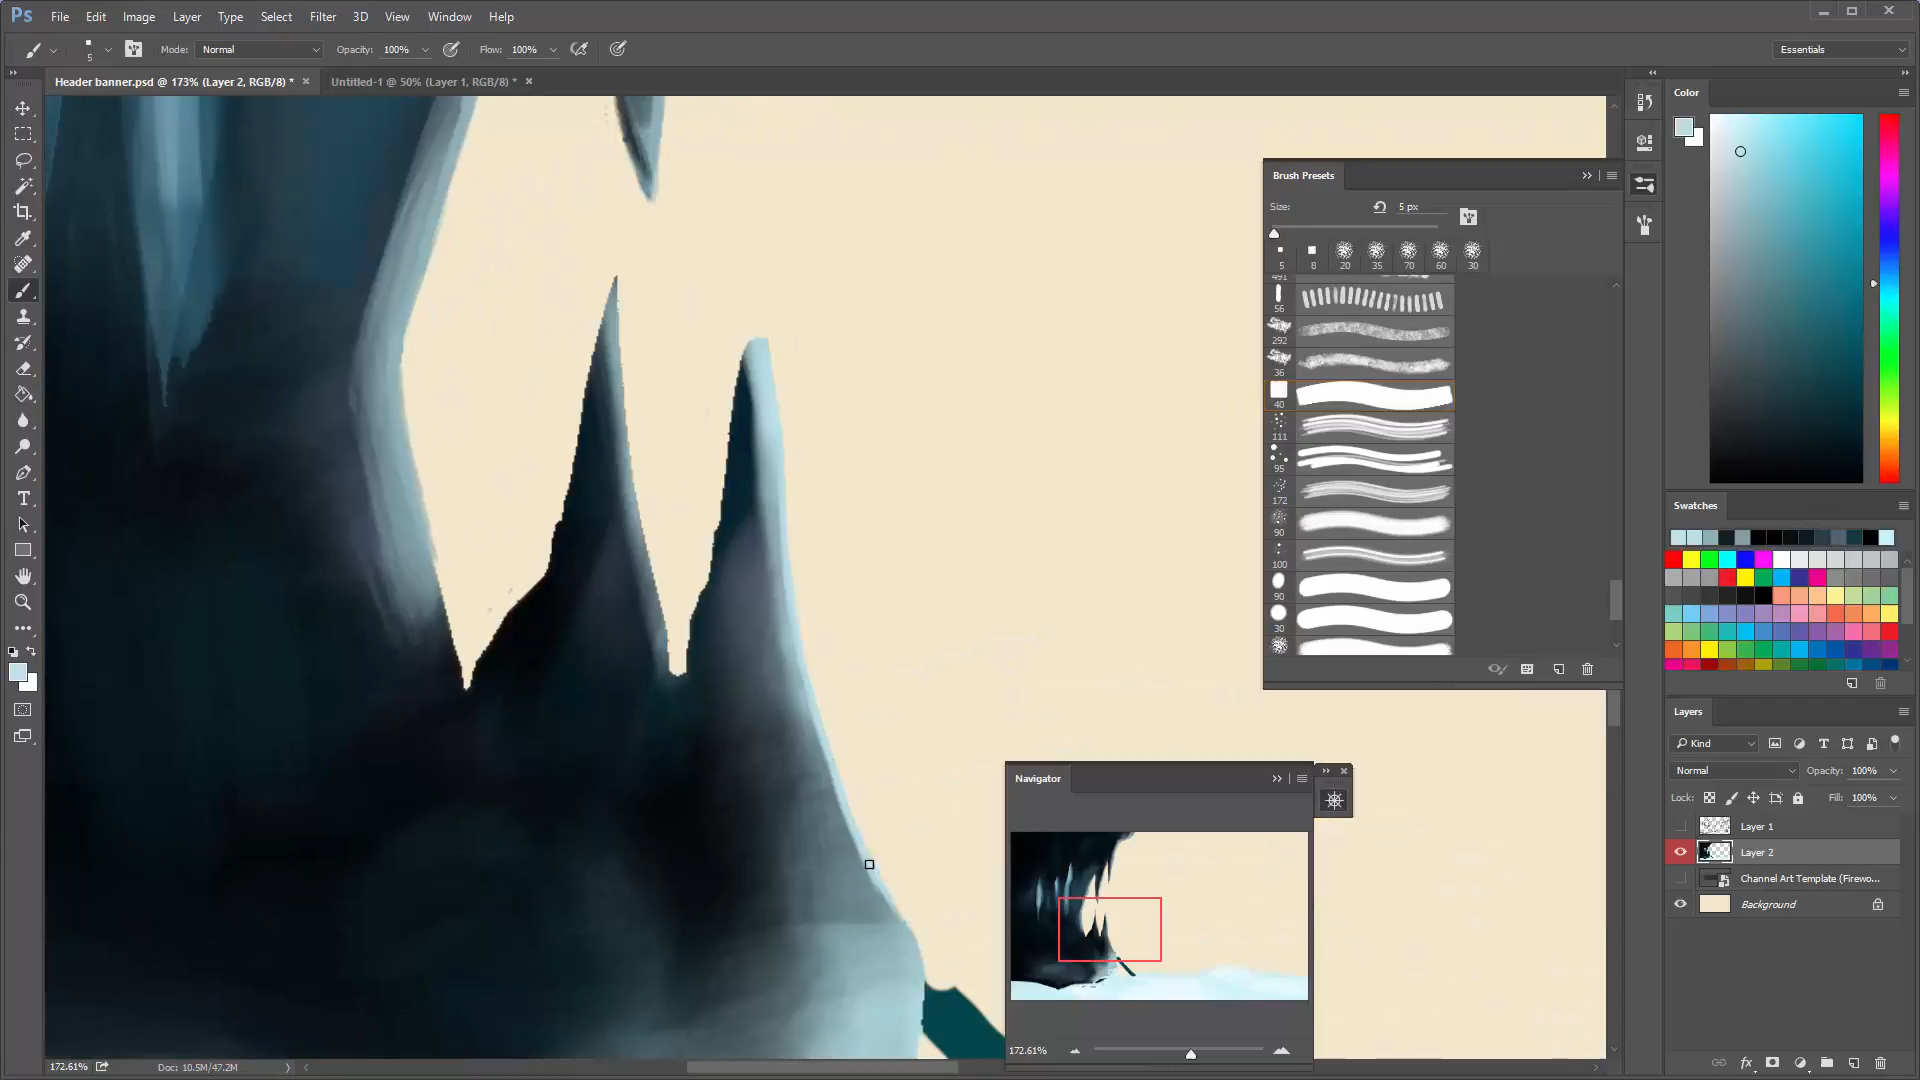 Ps File Edit Image Layer Type Select Filter 3D View Window Help
5 Mode: Normal Opacity: 100% Flow: 100% Essentials
Header banner.psd @ 173% (Layer 2, RGB/8) * × Untitled-1 @ 50% (Layer 1, RGB/8) * ×
Color
Brush Presets
Size: 5 px
5 8 20 35 70 60 30
491
56
292
36
40
111
95
172
90
100
90
30
Swatches
Layers
Kind
Normal Opacity: 100%
Lock: Fill: 100%
Layer 1
Layer 2
Channel Art Template (Firewo...
Background
Navigator
172.61%
172.61% Doc: 10.5M/47.2M